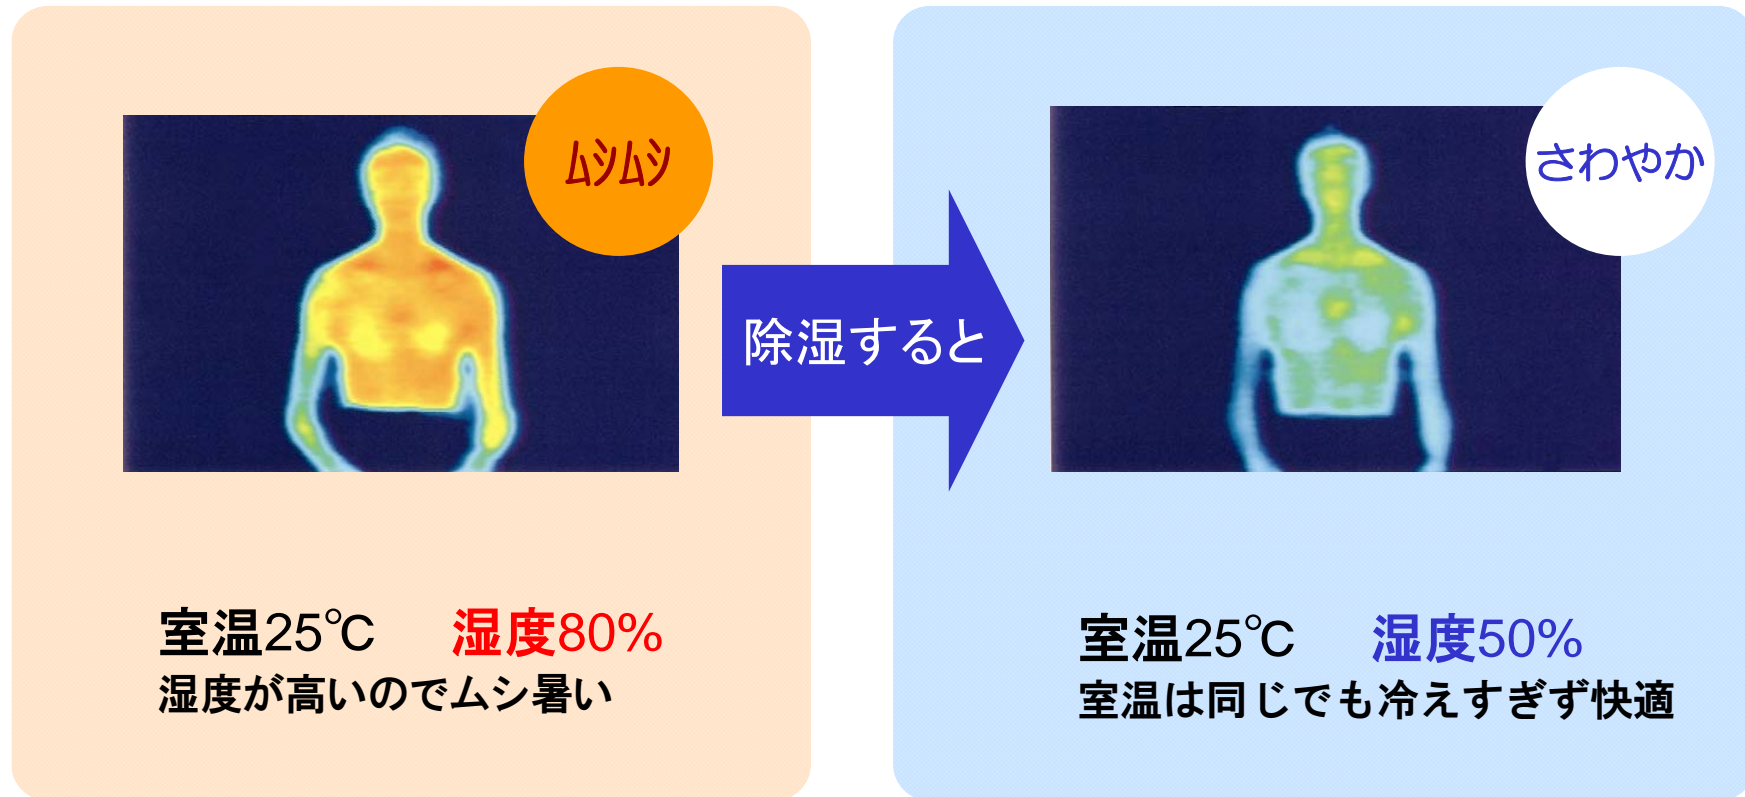 ﾑｼﾑｼ
室温25℃ 湿度80%
湿度が高いのでムシ暑い
除湿すると
さわやか
室温25℃ 湿度50%
室温は同じでも冷えすぎず快適